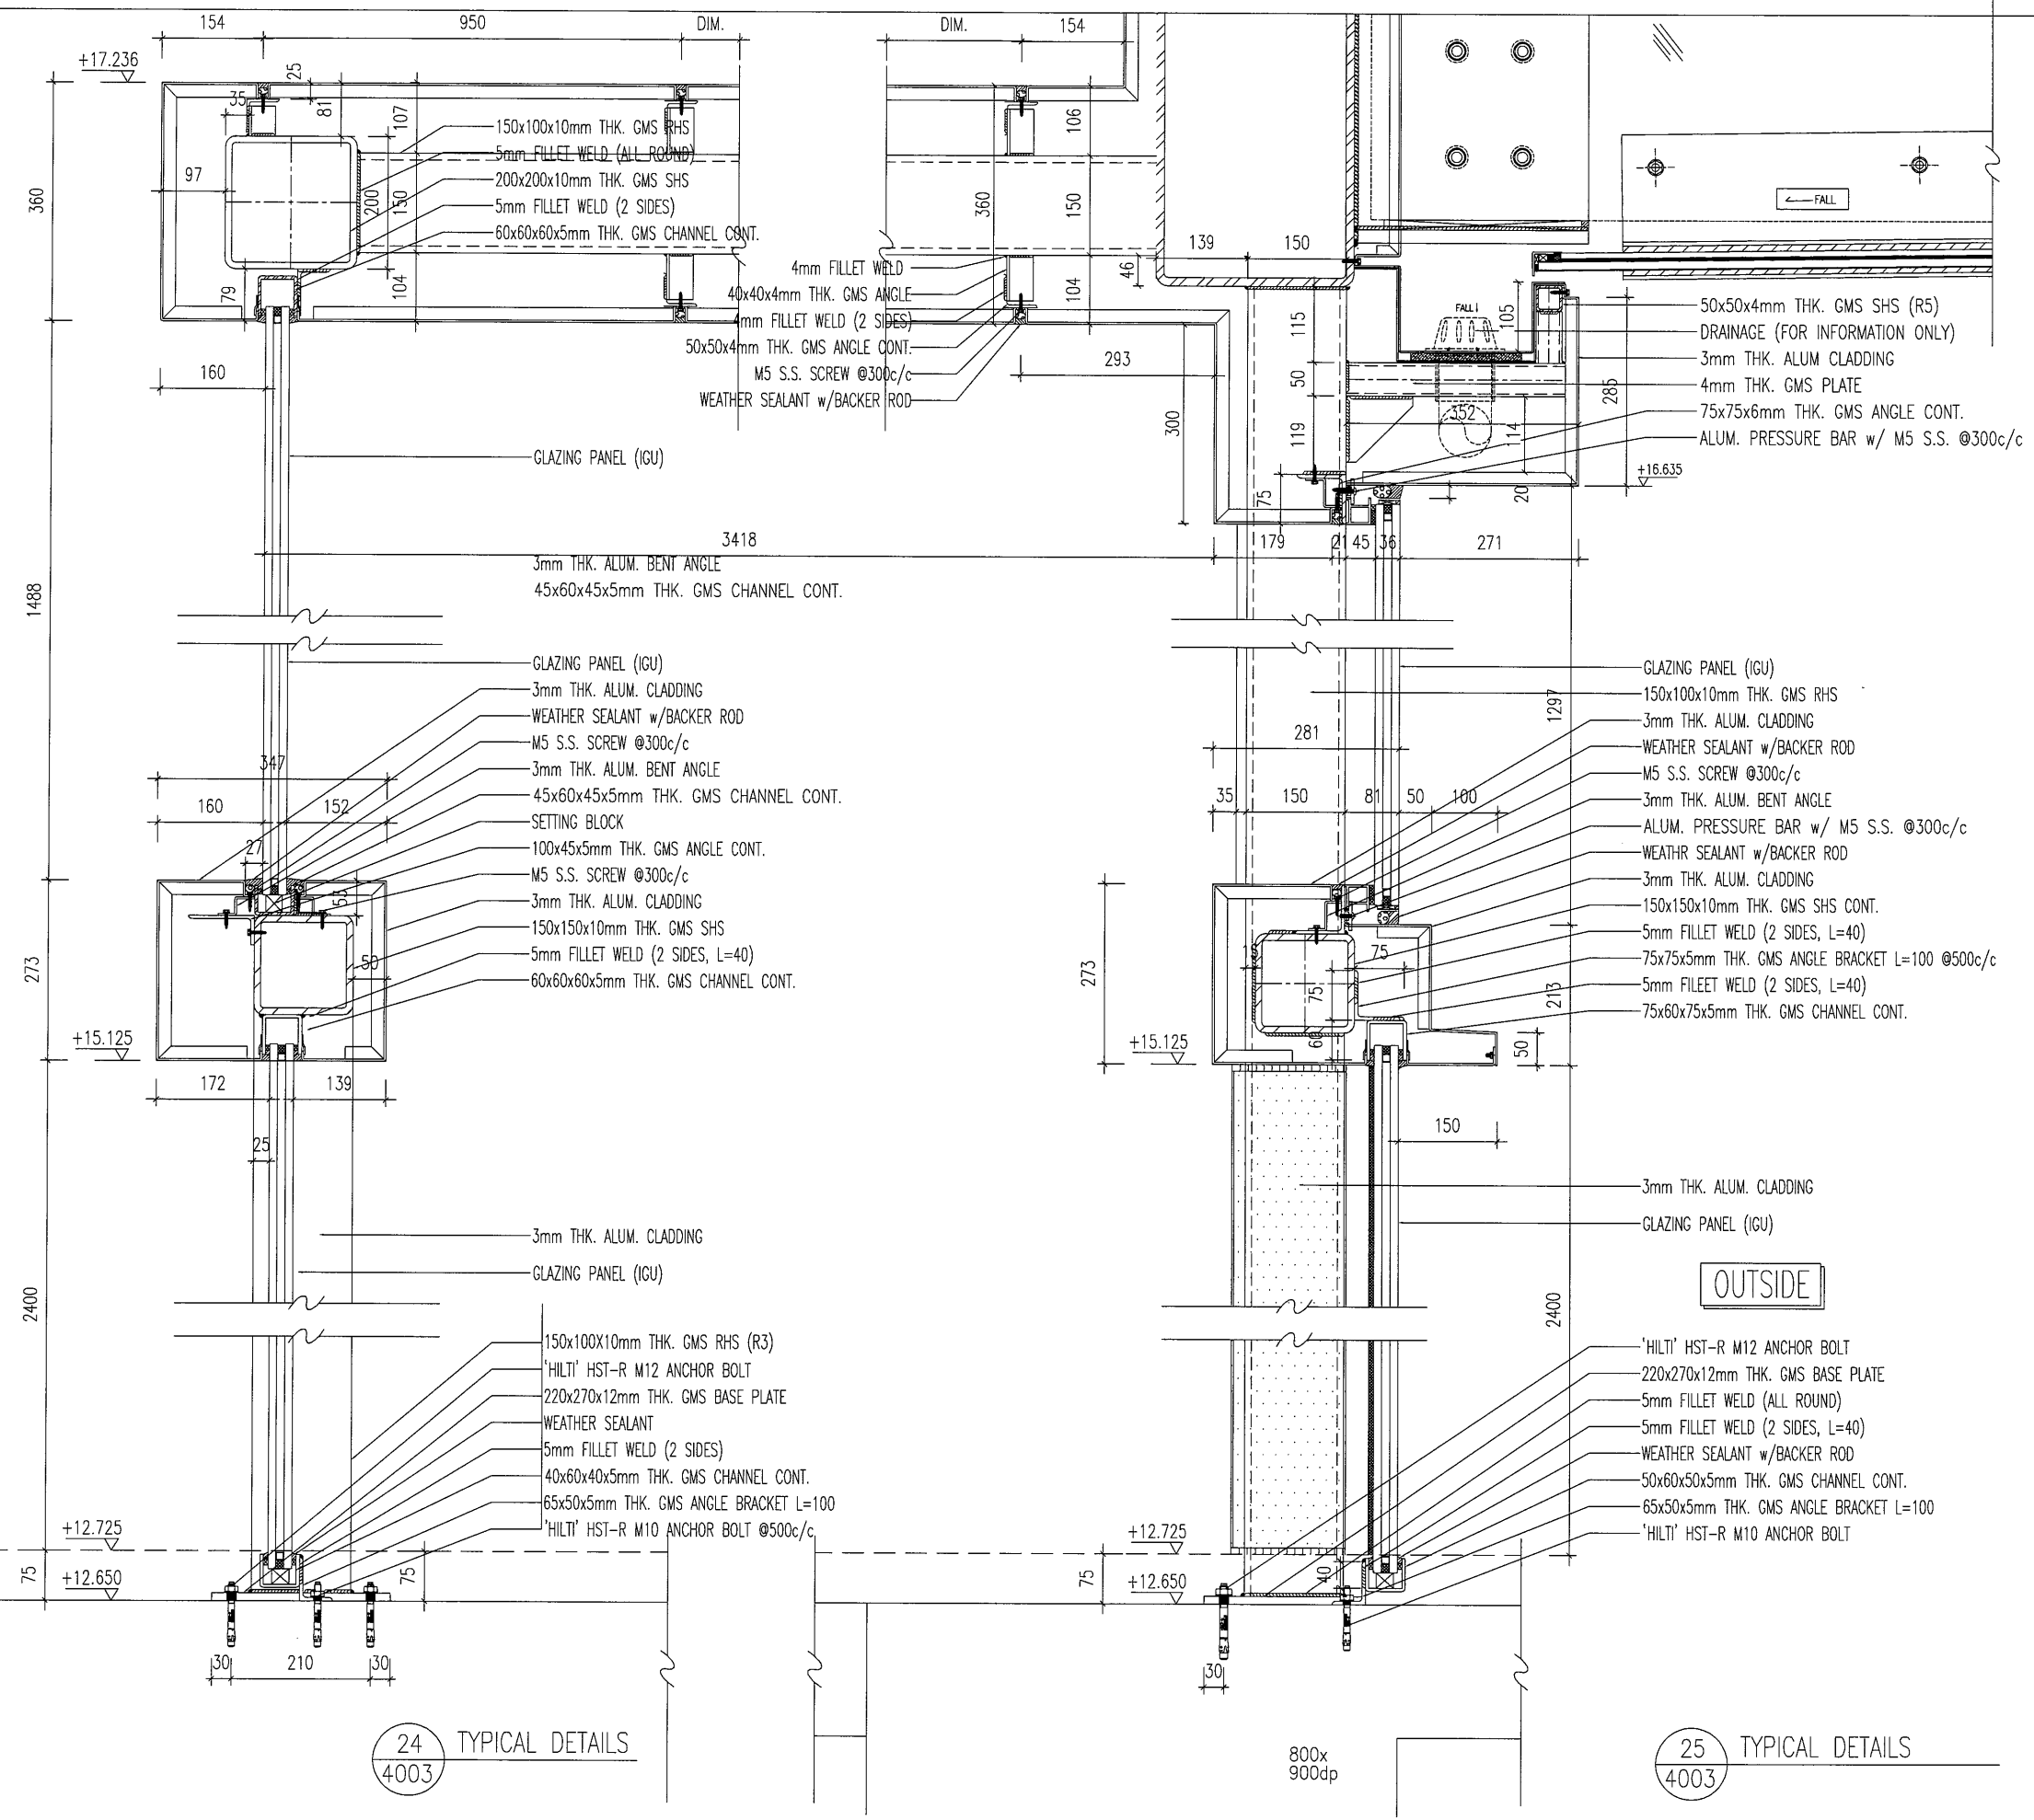 154
950
DIM.
DIM.
154
+17.236
25
35
81
107
106
150x100x10mm THK. GMS RHS
5mm FILLET WELD (ALL ROUND)
200x200x10mm THK. GMS SHS
5mm FILLET WELD (2 SIDES)
60x60x60x5mm THK. GMS CHANNEL CONT.
97
200
150
360
360
150
139
150
46
79
104
104
4mm FILLET WELD
40x40x4mm THK. GMS ANGLE
4mm FILLET WELD (2 SIDES)
50x50x4mm THK. GMS ANGLE CONT.
M5 S.S. SCREW @300c/c
WEATHER SEALANT w/BACKER ROD
FALL
FALL
105
115
50
119
352
114
285
50x50x4mm THK. GMS SHS (R5)
DRAINAGE (FOR INFORMATION ONLY)
3mm THK. ALUM CLADDING
4mm THK. GMS PLATE
75x75x6mm THK. GMS ANGLE CONT.
ALUM. PRESSURE BAR w/ M5 S.S. @300c/c
+16.635
20
160
293
300
75
GLAZING PANEL (IGU)
3418
179
21
45
36
271
3mm THK. ALUM. BENT ANGLE
45x60x45x5mm THK. GMS CHANNEL CONT.
1488
GLAZING PANEL (IGU)
3mm THK. ALUM. CLADDING
WEATHER SEALANT w/BACKER ROD
M5 S.S. SCREW @300c/c
3mm THK. ALUM. BENT ANGLE
45x60x45x5mm THK. GMS CHANNEL CONT.
SETTING BLOCK
100x45x5mm THK. GMS ANGLE CONT.
M5 S.S. SCREW @300c/c
3mm THK. ALUM. CLADDING
150x150x10mm THK. GMS SHS
5mm FILLET WELD (2 SIDES, L=40)
60x60x60x5mm THK. GMS CHANNEL CONT.
347
160
152
27
53
50
273
+15.125
172
139
25
GLAZING PANEL (IGU)
150x100x10mm THK. GMS RHS
3mm THK. ALUM. CLADDING
WEATHER SEALANT w/BACKER ROD
M5 S.S. SCREW @300c/c
3mm THK. ALUM. BENT ANGLE
ALUM. PRESSURE BAR w/ M5 S.S. @300c/c
WEATHR SEALANT w/BACKER ROD
3mm THK. ALUM. CLADDING
150x150x10mm THK. GMS SHS CONT.
5mm FILLET WELD (2 SIDES, L=40)
75x75x5mm THK. GMS ANGLE BRACKET L=100 @500c/c
5mm FILEET WELD (2 SIDES, L=40)
75x60x75x5mm THK. GMS CHANNEL CONT.
1297
281
35
150
81
50
100
75
75
60
273
213
50
+15.125
150
3mm THK. ALUM. CLADDING
GLAZING PANEL (IGU)
3mm THK. ALUM. CLADDING
GLAZING PANEL (IGU)
OUTSIDE
2400
2400
150x100X10mm THK. GMS RHS (R3)
'HILTI' HST-R M12 ANCHOR BOLT
220x270x12mm THK. GMS BASE PLATE
WEATHER SEALANT
5mm FILLET WELD (2 SIDES)
40x60x40x5mm THK. GMS CHANNEL CONT.
65x50x5mm THK. GMS ANGLE BRACKET L=100
'HILTI' HST-R M10 ANCHOR BOLT @500c/c
'HILTI' HST-R M12 ANCHOR BOLT
220x270x12mm THK. GMS BASE PLATE
5mm FILLET WELD (ALL ROUND)
5mm FILLET WELD (2 SIDES, L=40)
WEATHER SEALANT w/BACKER ROD
50x60x50x5mm THK. GMS CHANNEL CONT.
65x50x5mm THK. GMS ANGLE BRACKET L=100
'HILTI' HST-R M10 ANCHOR BOLT
+12.725
75
+12.650
75
+12.725
75
+12.650
40
30
210
30
30
24
4003
TYPICAL DETAILS
800x
900dp
25
4003
TYPICAL DETAILS